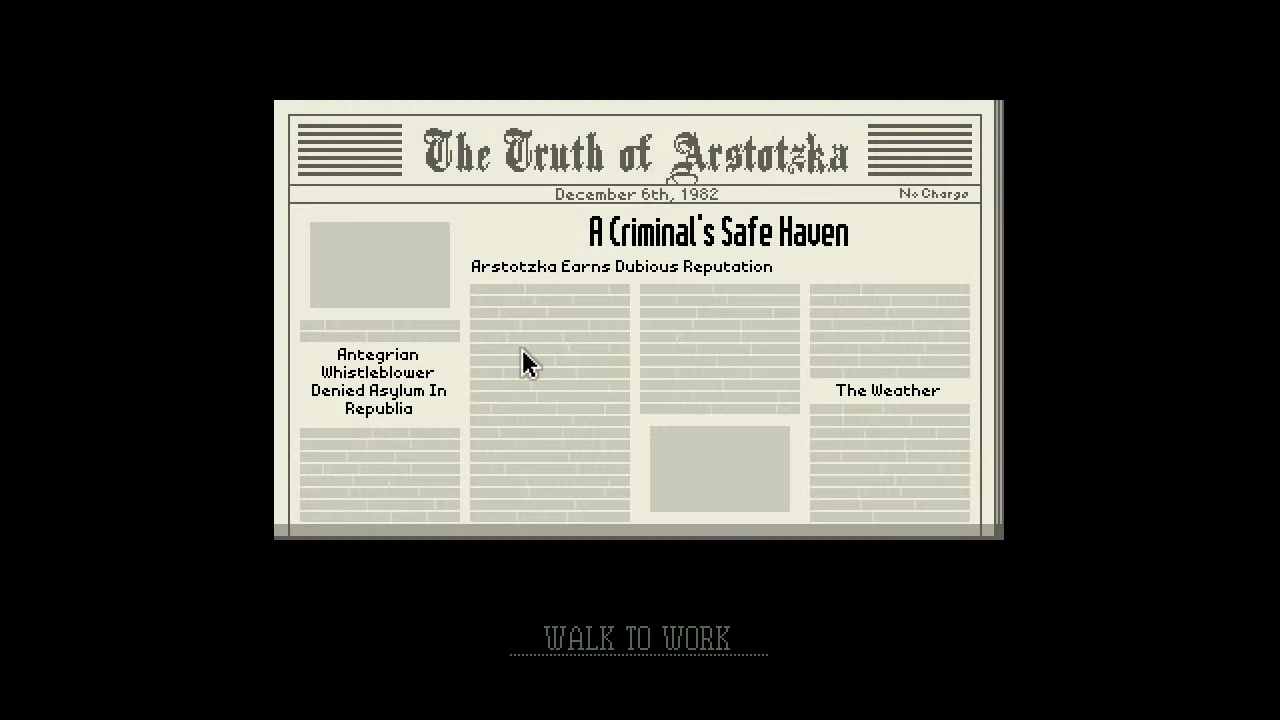 The Truth of Arstotzka
December 6th, 1982
No Charge
A Criminal's Safe Haven
Arstotzka Earns Dubious Reputation
Antegrian
Whistleblower
Denied Asylum In
Republia
The Weather
WALK TO WORK